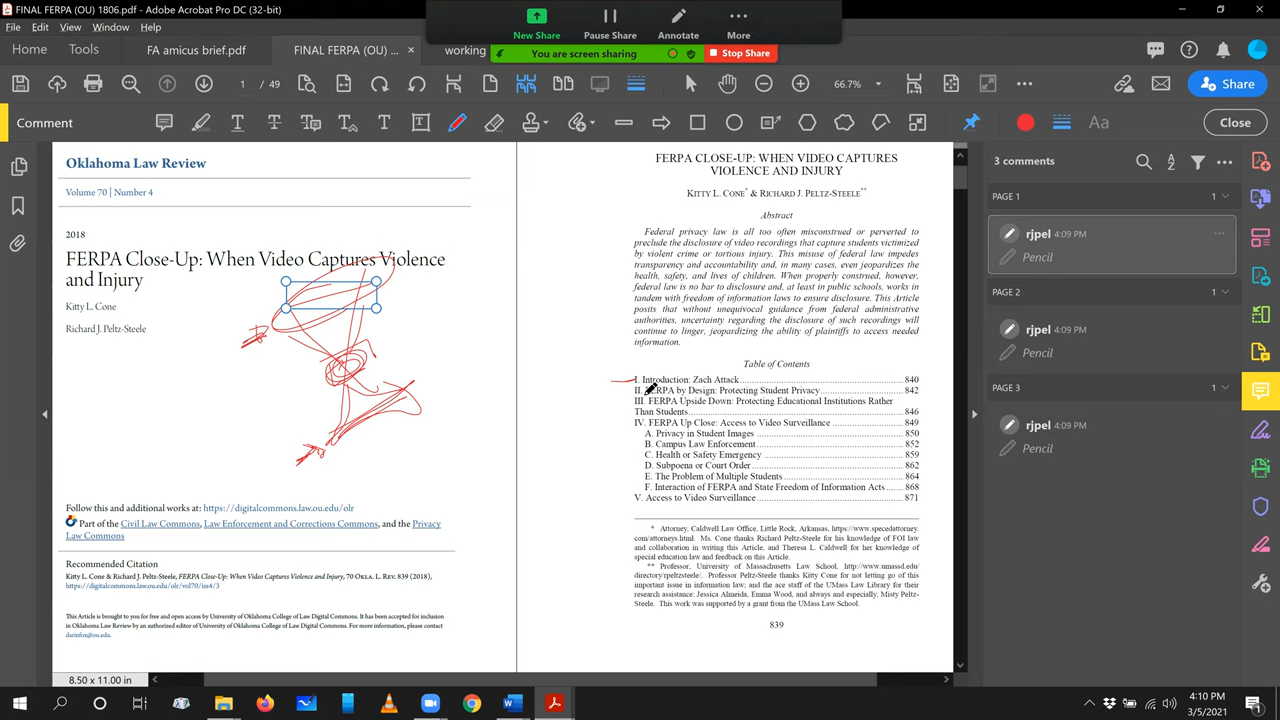 FINAL FERPA (OU) 1806.pdf - Adobe Acrobat Pro DC (32-bit)
File Edit View Window Help
New Share Pause Share Annotate More
Home Tools FA amicus brief.pdf FINAL FERPA (OU) ... × working
You are screen sharing Stop Share
1 / 49 66.7% Share
Comment Aa Close
Oklahoma Law Review
Volume 70 | Number 4
2018
FERPA Close-Up: When Video Captures Violence
and Injury
Kitty L. Cone
Richard J. Peltz-Steele
Follow this and additional works at: https://digitalcommons.law.ou.edu/olr
Part of the Civil Law Commons, Law Enforcement and Corrections Commons, and the Privacy
Law Commons
Recommended Citation
Kitty L. Cone & Richard J. Peltz-Steele, FERPA Close-Up: When Video Captures Violence and Injury, 70 OKLA. L. REV. 839 (2018),
https://digitalcommons.law.ou.edu/olr/vol70/iss4/3
This Article is brought to you for free and open access by University of Oklahoma College of Law Digital Commons. It has been accepted for inclusion
in Oklahoma Law Review by an authorized editor of University of Oklahoma College of Law Digital Commons. For more information, please contact
darinfox@ou.edu.
8.50 x 11.00 in
FERPA CLOSE-UP: WHEN VIDEO CAPTURES
VIOLENCE AND INJURY
KITTY L. CONE* & RICHARD J. PELTZ-STEELE**
Abstract
Federal privacy law is all too often misconstrued or perverted to
preclude the disclosure of video recordings that capture students victimized
by violent crime or tortious injury. This misuse of federal law impedes
transparency and accountability and, in many cases, even jeopardizes the
health, safety, and lives of children. When properly construed, however,
federal law is no bar to disclosure and, at least in public schools, works in
tandem with freedom of information laws to ensure disclosure. This Article
posits that without unequivocal guidance from federal administrative
authorities, uncertainty regarding the disclosure of such recordings will
continue to linger, jeopardizing the ability of plaintiffs to access needed
information.
Table of Contents
I. Introduction: Zach Attack 840
II. FERPA by Design: Protecting Student Privacy 842
III. FERPA Upside Down: Protecting Educational Institutions Rather
Than Students 846
IV. FERPA Up Close: Access to Video Surveillance 849
A. Privacy in Student Images 850
B. Campus Law Enforcement 852
C. Health or Safety Emergency 859
D. Subpoena or Court Order 862
E. The Problem of Multiple Students 864
F. Interaction of FERPA and State Freedom of Information Acts 868
V. Access to Video Surveillance 871
* Attorney, Caldwell Law Office, Little Rock, Arkansas, https://www.specedattorney.
com/attorneys.html. Ms. Cone thanks Richard Peltz-Steele for his knowledge of FOI law
and collaboration in writing this Article, and Theresa L. Caldwell for her knowledge of
special education law and feedback on this Article.
** Professor, University of Massachusetts Law School, http://www.umassd.edu/
directory/rpeltzsteele/. Professor Peltz-Steele thanks Kitty Cone for not letting go of this
important issue in information law; and the ace staff of the UMass Law Library for their
research assistance: Jessica Almeida, Emma Wood, and always and especially, Misty Peltz-
Steele. This work was supported by a grant from the UMass Law School.
839
3 comments
PAGE 1 1
rjpel 4:09 PM
Pencil
PAGE 2 1
rjpel 4:09 PM
Pencil
PAGE 3 1
rjpel 4:09 PM
Pencil
4:10 PM
3/5/2021